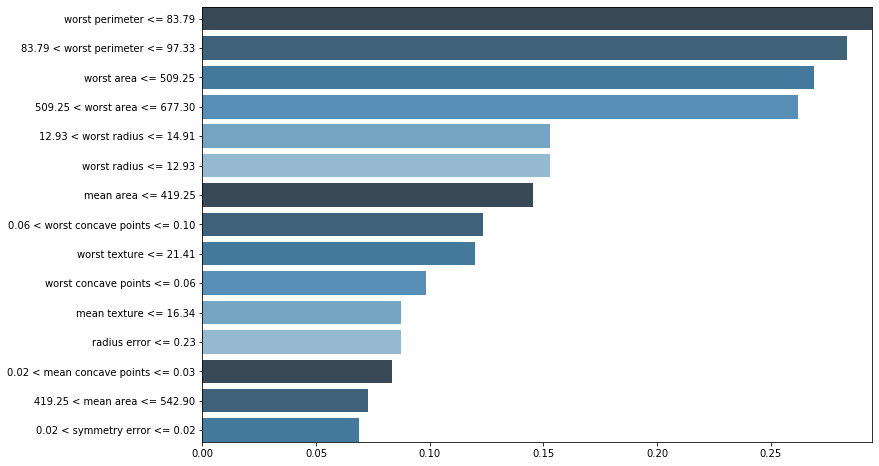 worst perimeter <= 83.79
83.79 < worst perimeter <= 97.33
worst area <= 509.25
509.25 < worst area <= 677.30
12.93 < worst radius <= 14.91
worst radius <= 12.93
mean area <= 419.25
0.06 < worst concave points <= 0.10
worst texture <= 21.41
worst concave points <= 0.06
mean texture <= 16.34
radius error <= 0.23
0.02 < mean concave points <= 0.03
419.25 < mean area <= 542.90
0.02 < symmetry error <= 0.02
0.00 0.05 0.10 0.15 0.20 0.25